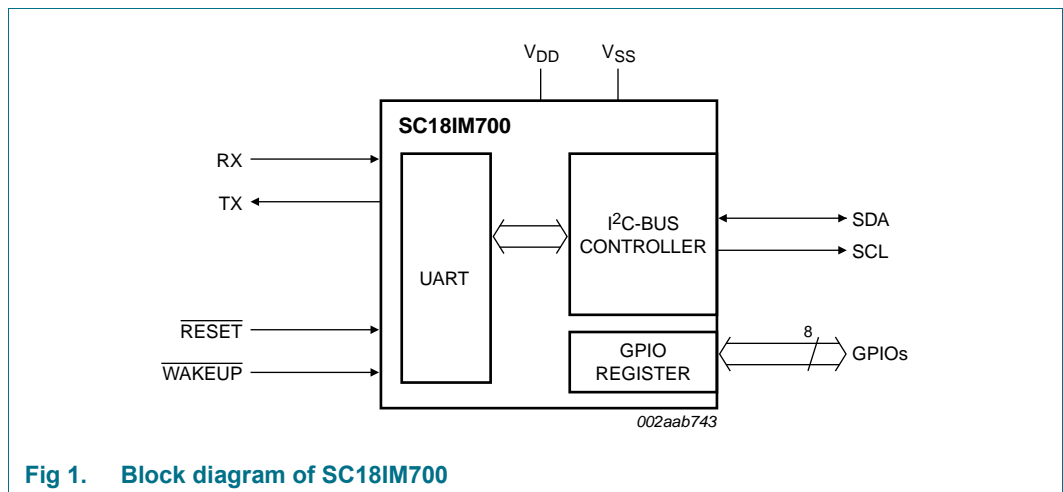 VDD VSS
SC18IM700
RX
TX
UART
I2C-BUS
CONTROLLER
SDA
SCL
RESET
WAKEUP
GPIO
REGISTER
8
GPIOs
002aab743
Fig 1. Block diagram of SC18IM700